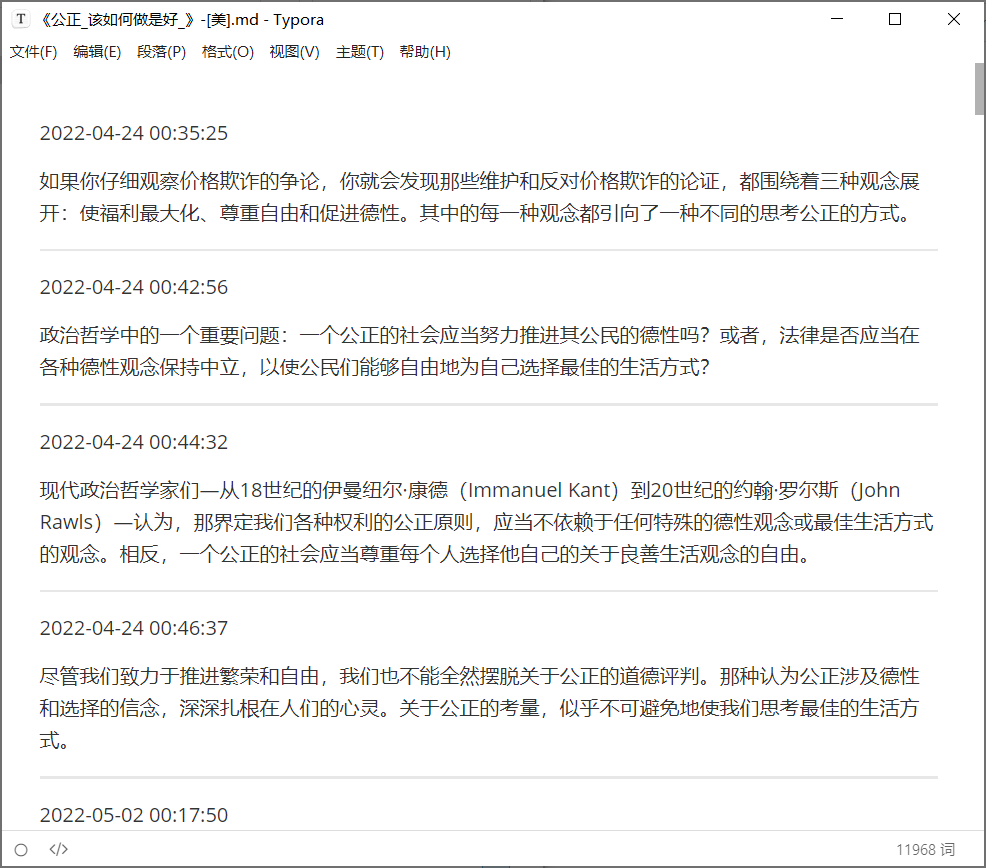 T 《公正_该如何做是好_》-[美].md - Typora
文件(F) 编辑(E) 段落(P) 格式(O) 视图(V) 主题(T) 帮助(H)
2022-04-24 00:35:25
如果你仔细观察价格欺诈的争论，你就会发现那些维护和反对价格欺诈的论证，都围绕着三种观念展
开：使福利最大化、尊重自由和促进德性。其中的每一种观念都引向了一种不同的思考公正的方式。
2022-04-24 00:42:56
政治哲学中的一个重要问题：一个公正的社会应当努力推进其公民的德性吗？或者，法律是否应当在
各种德性观念保持中立，以使公民们能够自由地为自己选择最佳的生活方式？
2022-04-24 00:44:32
现代政治哲学家们—从18世纪的伊曼纽尔·康德（Immanuel Kant）到20世纪的约翰·罗尔斯（John
Rawls）—认为，那界定我们各种权利的公正原则，应当不依赖于任何特殊的德性观念或最佳生活方式
的观念。相反，一个公正的社会应当尊重每个人选择他自己的关于良善生活观念的自由。
2022-04-24 00:46:37
尽管我们致力于推进繁荣和自由，我们也不能全然摆脱关于公正的道德评判。那种认为公正涉及德性
和选择的信念，深深扎根在人们的心灵。关于公正的考量，似乎不可避免地使我们思考最佳的生活方
式。
2022-05-02 00:17:50
</> 11968 词